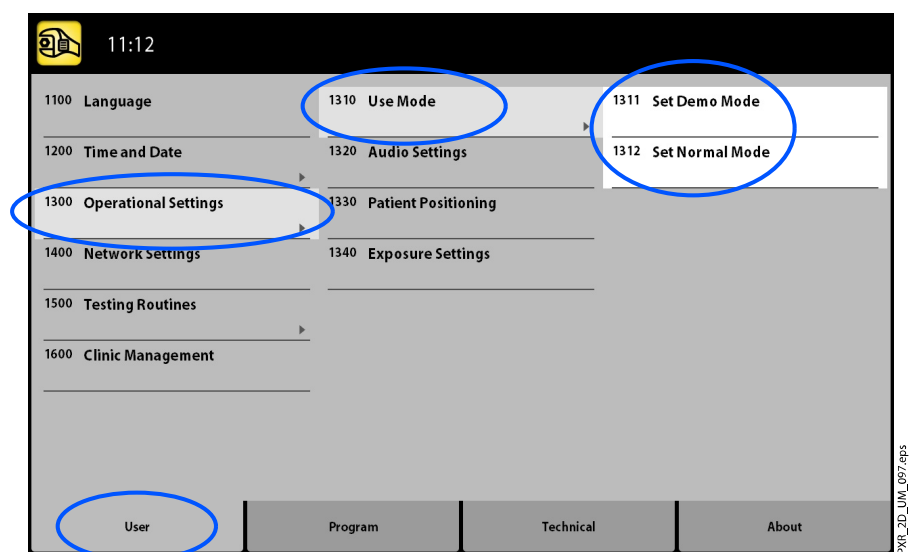 11:12
1100 Language
1200 Time and Date
1300 Operational Settings
1400 Network Settings
1500 Testing Routines
1600 Clinic Management
1310 Use Mode
1320 Audio Settings
1330 Patient Positioning
1340 Exposure Settings
1311 Set Demo Mode
1312 Set Normal Mode
User
Program
Technical
About
PXR_2D_UM_097.eps